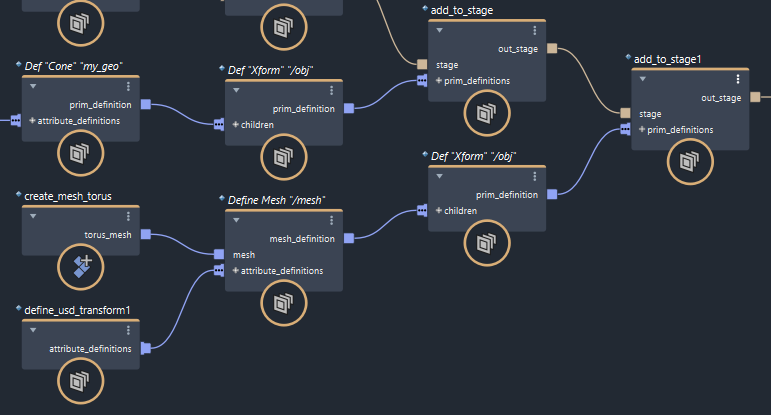 add_to_stage
out_stage
stage
prim_definitions
add_to_stage1
out_stage
stage
prim_definitions
Def "Cone" "my_geo"
prim_definition
attribute_definitions
Def "Xform" "/obj"
prim_definition
children
Def "Xform" "/obj"
prim_definition
children
create_mesh_torus
torus_mesh
Define Mesh "/mesh"
mesh_definition
mesh
attribute_definitions
define_usd_transform1
attribute_definitions